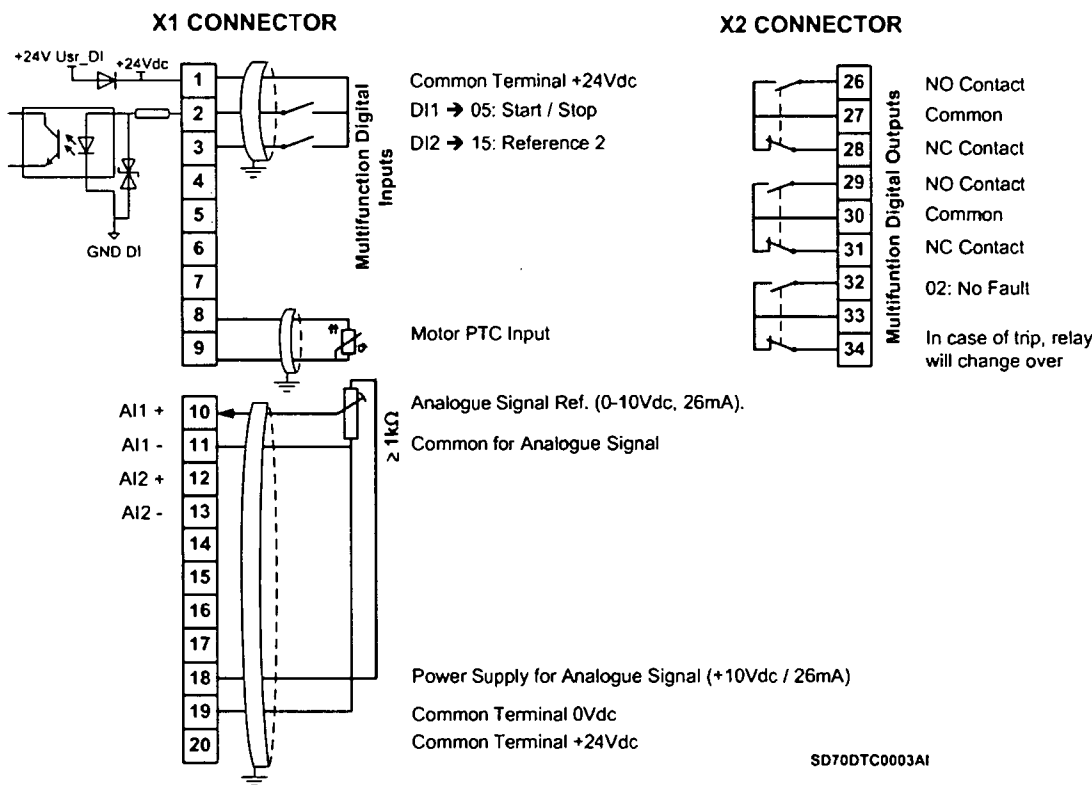 X1 CONNECTOR
+24V Usr_DI
+24Vdc
GND DI
1
2
3
4
5
6
7
8
9
Multifunction Digital
Inputs
Common Terminal +24Vdc
DI1 ➔ 05: Start / Stop
DI2 ➔ 15: Reference 2
Motor PTC Input
AI1 +
AI1 -
AI2 +
AI2 -
10
11
12
13
14
15
16
17
18
19
20
≥ 1kΩ
Analogue Signal Ref. (0-10Vdc, 26mA).
Common for Analogue Signal
Power Supply for Analogue Signal (+10Vdc / 26mA)
Common Terminal 0Vdc
Common Terminal +24Vdc
X2 CONNECTOR
26
27
28
29
30
31
32
33
34
Multifuntion Digital Outputs
NO Contact
Common
NC Contact
NO Contact
Common
NC Contact
02: No Fault
In case of trip, relay
will change over
SD70DTC0003AI